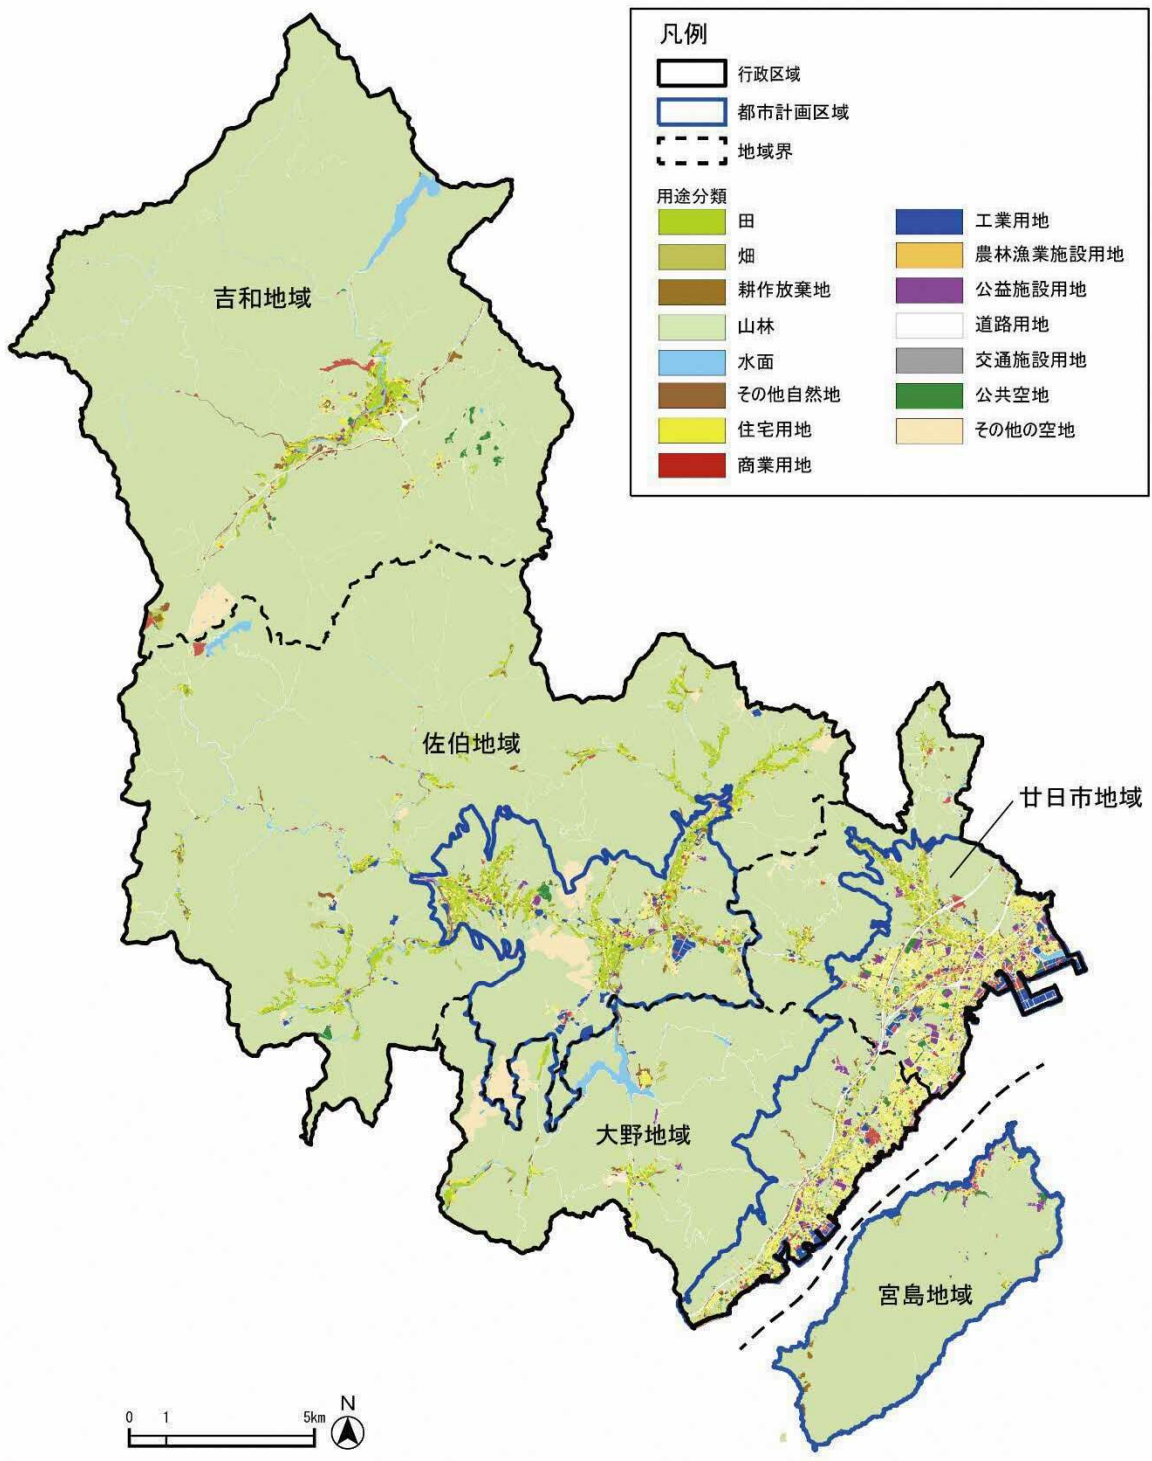 凡例
行政区域
都市計画区域
地域界
用途分類
田
畑
耕作放棄地
山林
水面
その他自然地
住宅用地
商業用地
工業用地
農林漁業施設用地
公益施設用地
道路用地
交通施設用地
公共空地
その他の空地
吉和地域
佐伯地域
廿日市地域
大野地域
宮島地域
0 1 5km
N